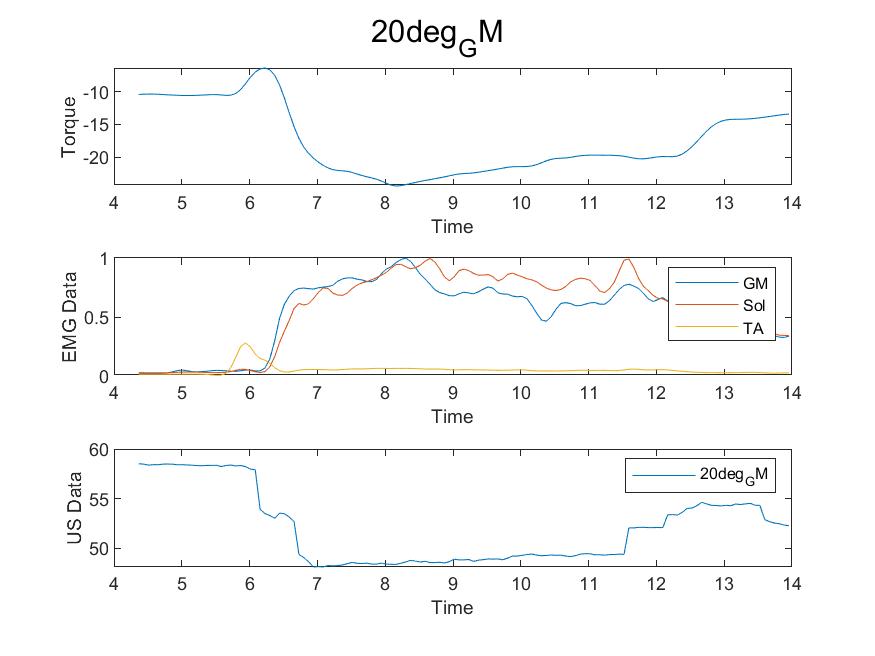 20deg_GM
-10
-15
-20
Torque
4 5 6 7 8 9 10 11 12 13 14
Time
1
0.5
0
EMG Data
GM
Sol
TA
4 5 6 7 8 9 10 11 12 13 14
Time
60
55
50
US Data
20deg_GM
4 5 6 7 8 9 10 11 12 13 14
Time